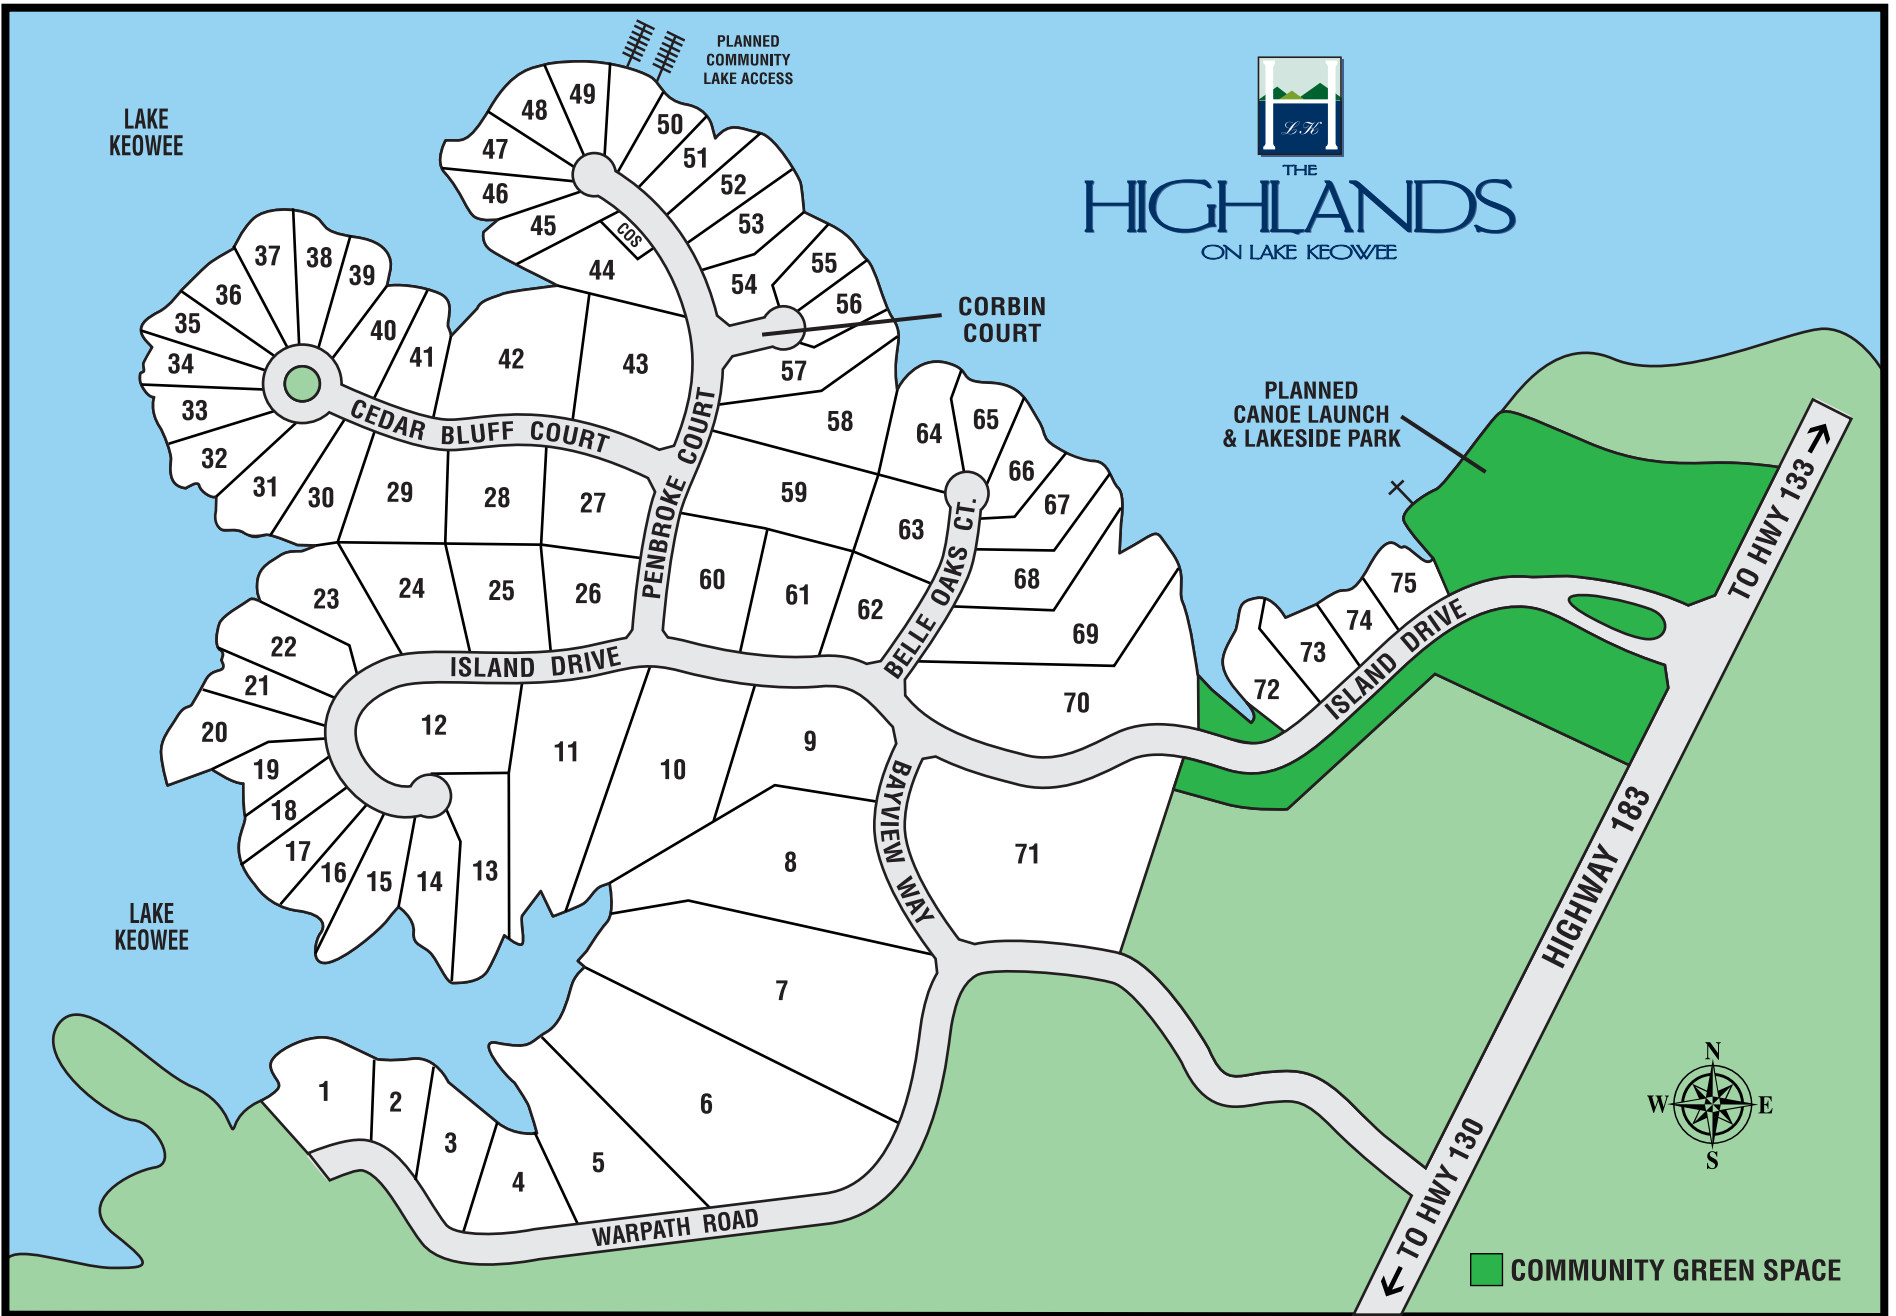 PLANNED
COMMUNITY
LAKE ACCESS
LAKE
KEOWEE
L K
THE
HIGHLANDS
ON LAKE KEOWEE
49
48
50
47
51
46
52
45
COS
53
44
54
55
56
CORBIN
COURT
37
38
39
36
35
40
34
41
42
43
57
33
58
CEDAR BLUFF COURT
PENBROKE COURT
32
31
30
29
28
27
59
64
65
66
67
63
BELLE OAKS CT.
PLANNED
CANOE LAUNCH
& LAKESIDE PARK
TO HWY 133
23
24
25
26
60
61
62
68
69
70
75
74
73
72
22
21
20
19
18
17
16
15
14
13
12
ISLAND DRIVE
ISLAND DRIVE
11
10
9
8
BAYVIEW WAY
71
HIGHWAY 183
LAKE
KEOWEE
7
6
1
2
3
4
5
WARPATH ROAD
N
W
E
S
TO HWY 130
COMMUNITY GREEN SPACE